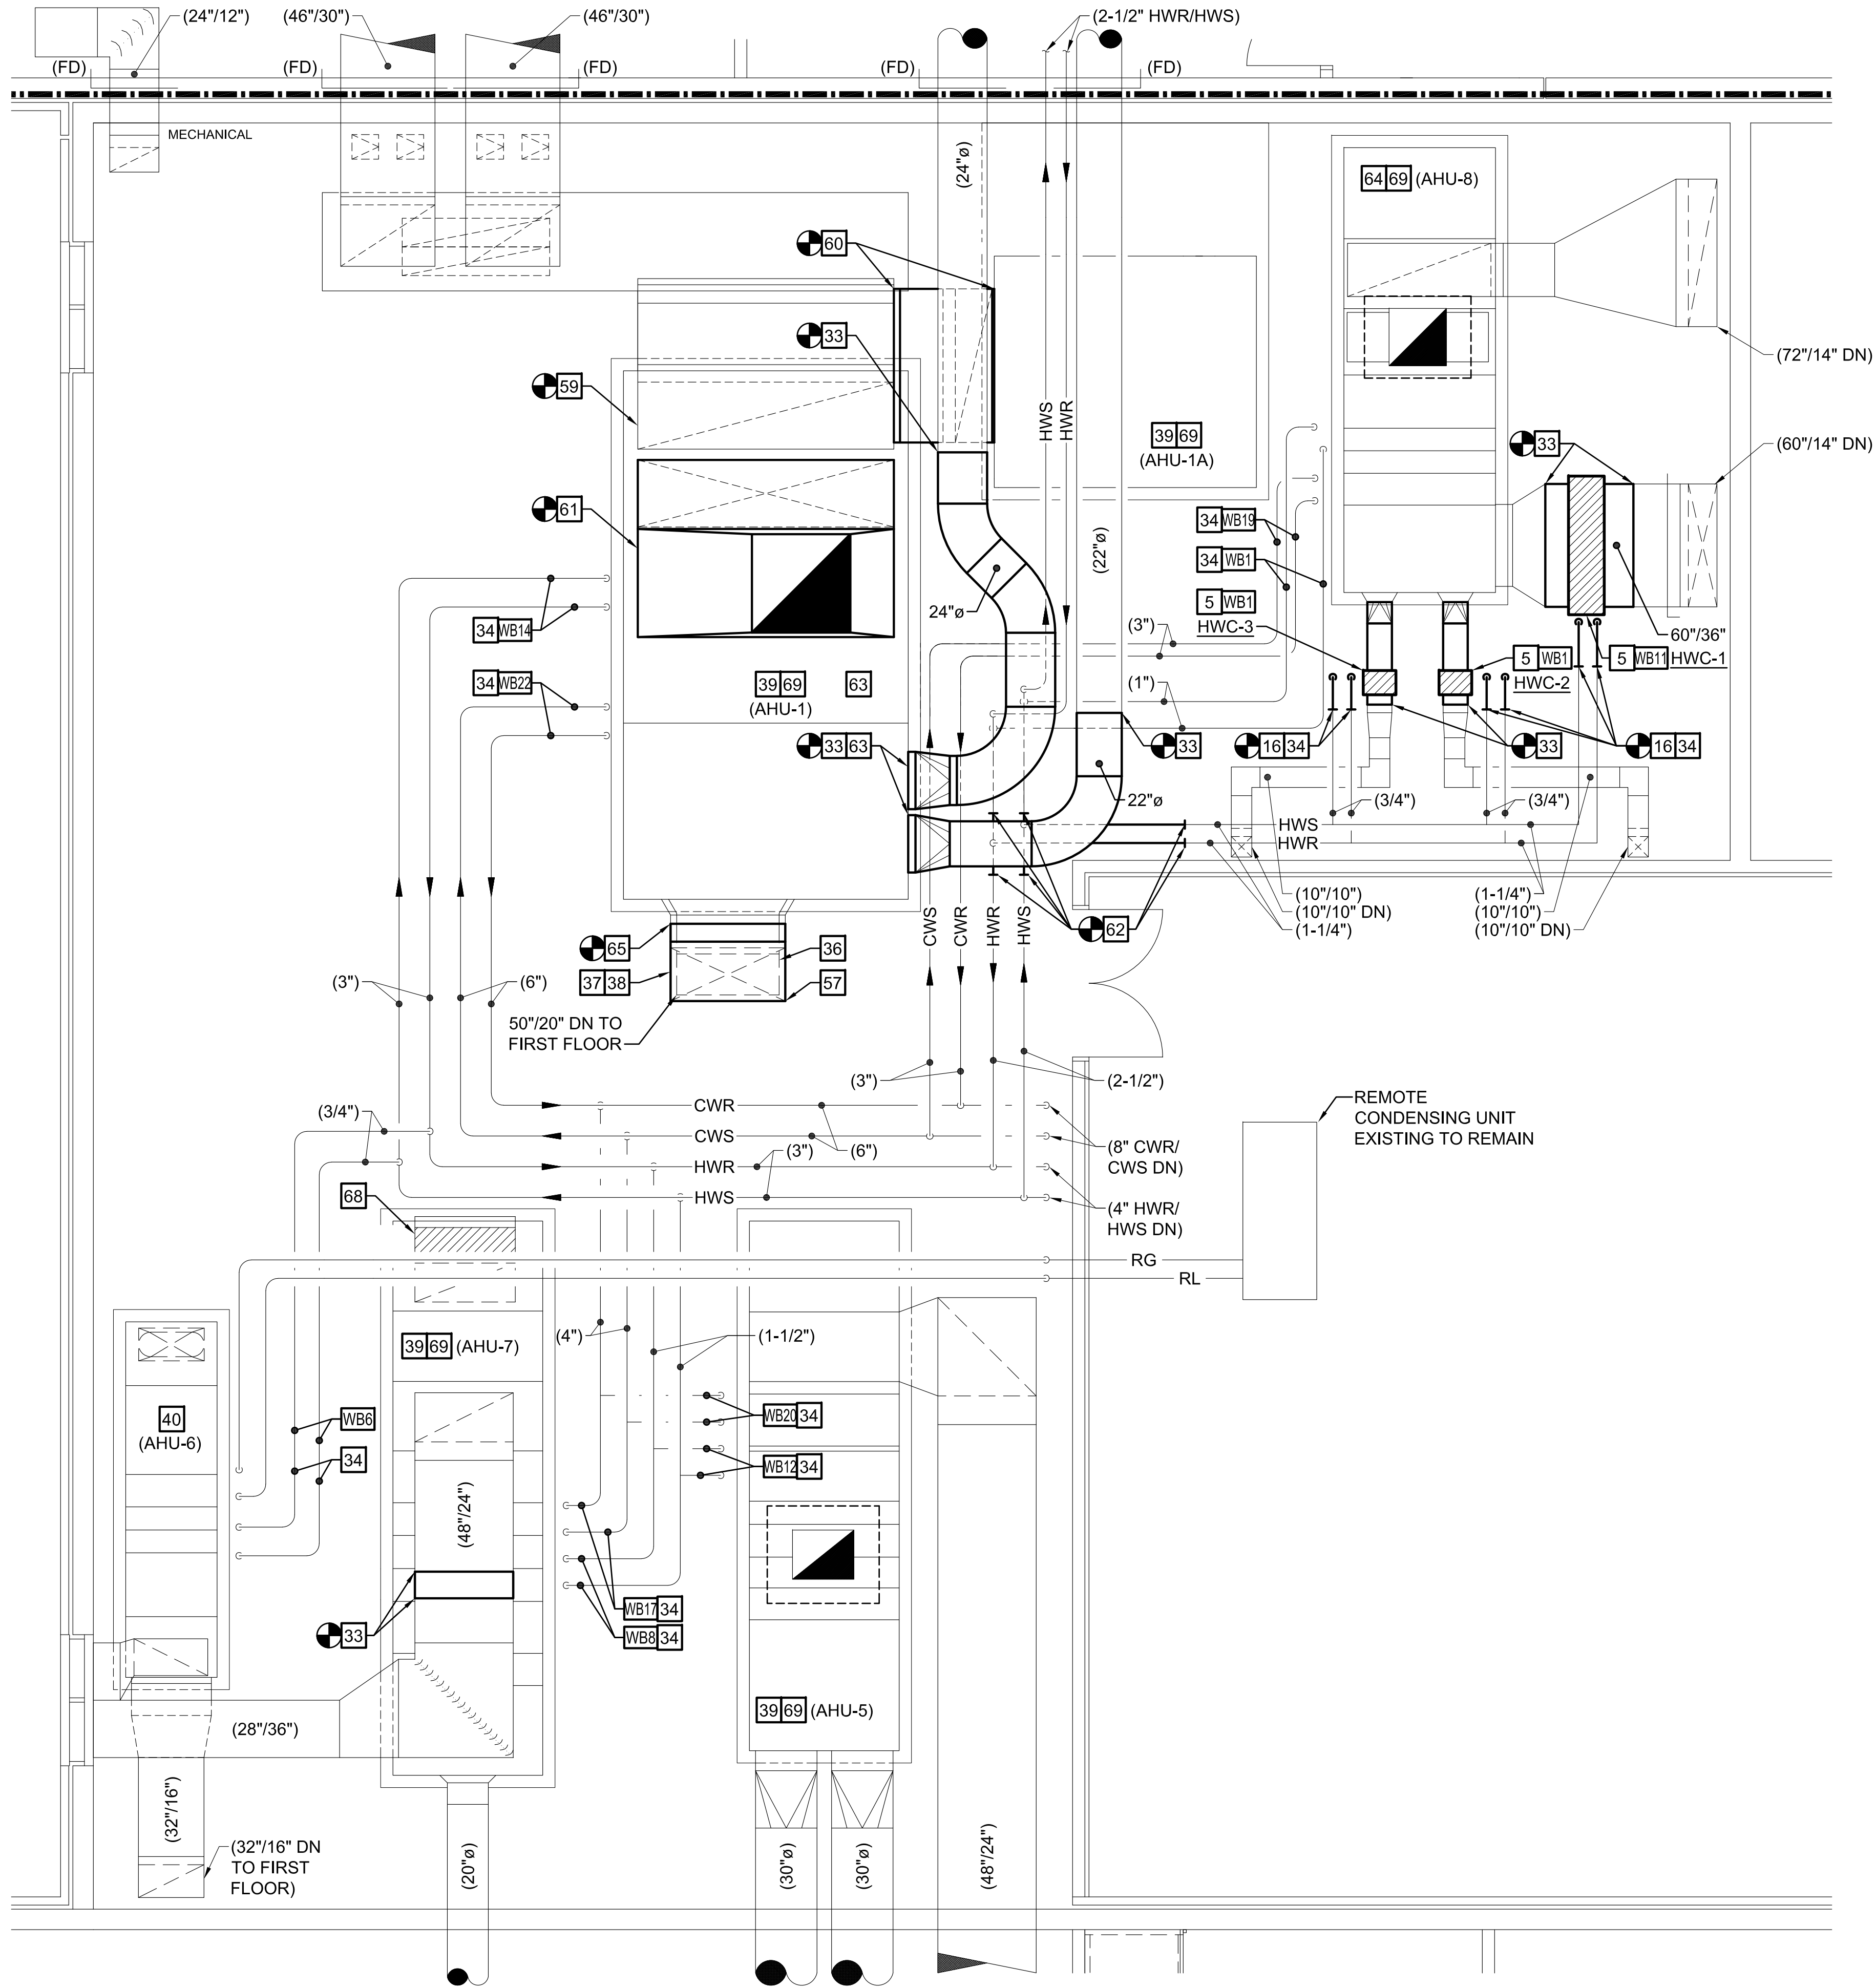 (24"/12")
(46"/30")
(46"/30")
(2-1/2" HWR/HWS)
(FD)
(FD)
(FD)
(FD)
(FD)
MECHANICAL
(24"ø)
64 69 (AHU-8)
60
33
59
61
HWS
HWR
39 69
(AHU-1A)
(72"/14" DN)
33
(60"/14" DN)
34 WB19
34 WB1
5 WB1
HWC-3
(22"ø)
24"ø
(3")
60"/36"
34 WB14
34 WB22
39 69
(AHU-1)
63
(1")
5 WB1
HWC-2
5 WB11 HWC-1
33 63
33
16 34
33
16 34
22"ø
(3/4")
(3/4")
HWS
HWR
(10"/10")
(10"/10" DN)
(1-1/4")
(1-1/4")
(10"/10")
(10"/10" DN)
62
CWS
CWR
HWR
HWS
65
36
37 38
57
(3")
(6")
50"/20" DN TO
FIRST FLOOR
(3")
(2-1/2")
(3/4")
CWR
CWS
HWR
HWS
(3")
(6")
(8" CWR/
CWS DN)
(4" HWR/
HWS DN)
REMOTE
CONDENSING UNIT
EXISTING TO REMAIN
68
RG
RL
39 69 (AHU-7)
(4")
(1-1/2")
40
(AHU-6)
WB6
34
WB20 34
WB12 34
(48"/24")
33
WB17 34
WB8 34
39 69 (AHU-5)
(28"/36")
(32"/16")
(32"/16" DN
TO FIRST
FLOOR)
(20"ø)
(30"ø)
(30"ø)
(48"/24")